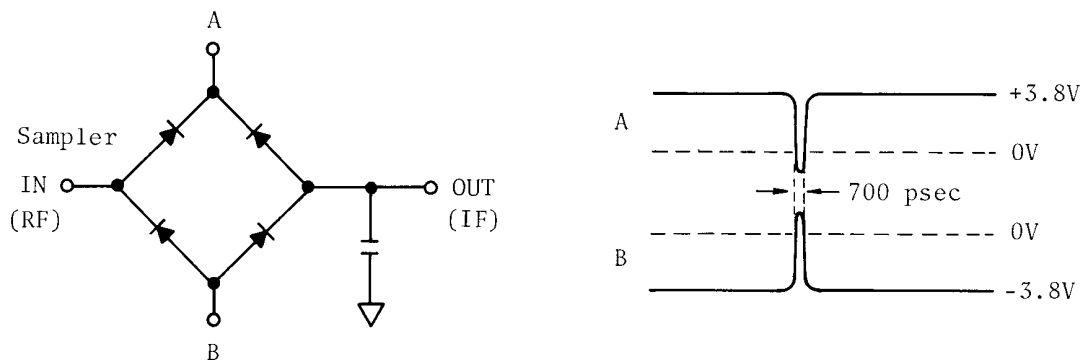 A
Sampler
IN
(RF)
OUT
(IF)
B
A
+3.8V
0V
700 psec
0V
B
-3.8V